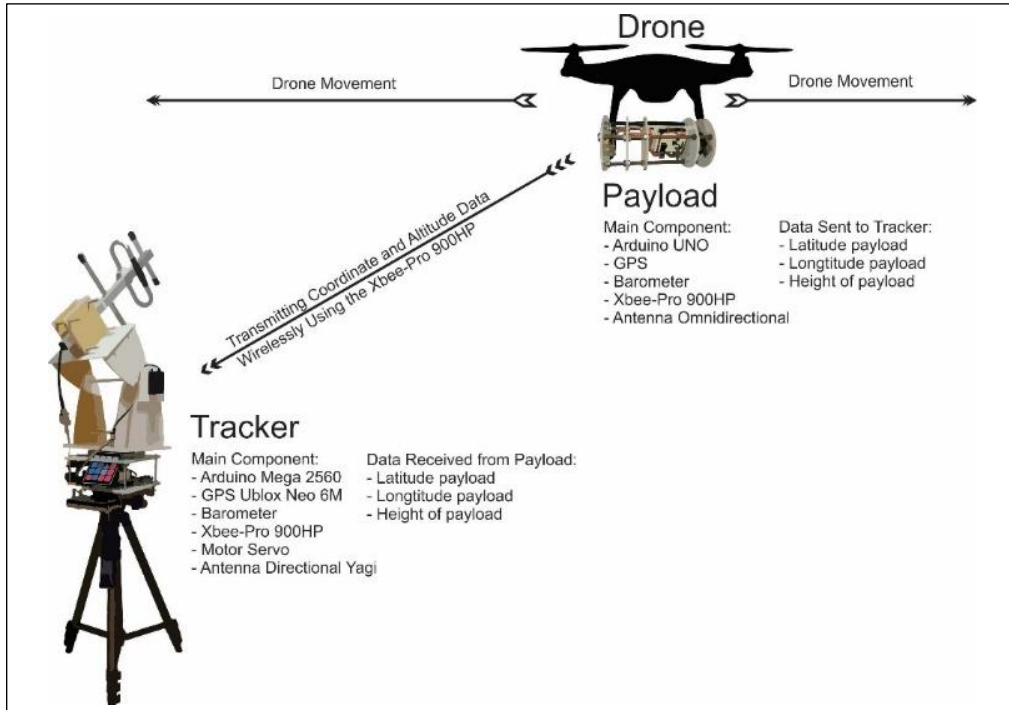 Drone
Drone Movement
Drone Movement
Transmitting Coordinate and Altitude Data
Wirelessly Using the Xbee-Pro 900HP
Payload
Main Component:
- Arduino UNO
- GPS
- Barometer
- Xbee-Pro 900HP
- Antenna Omnidirectional
Data Sent to Tracker:
- Latitude payload
- Longtitude payload
- Height of payload
Tracker
Main Component:
- Arduino Mega 2560
- GPS Ublox Neo 6M
- Barometer
- Xbee-Pro 900HP
- Motor Servo
- Antenna Directional Yagi
Data Received from Payload:
- Latitude payload
- Longtitude payload
- Height of payload